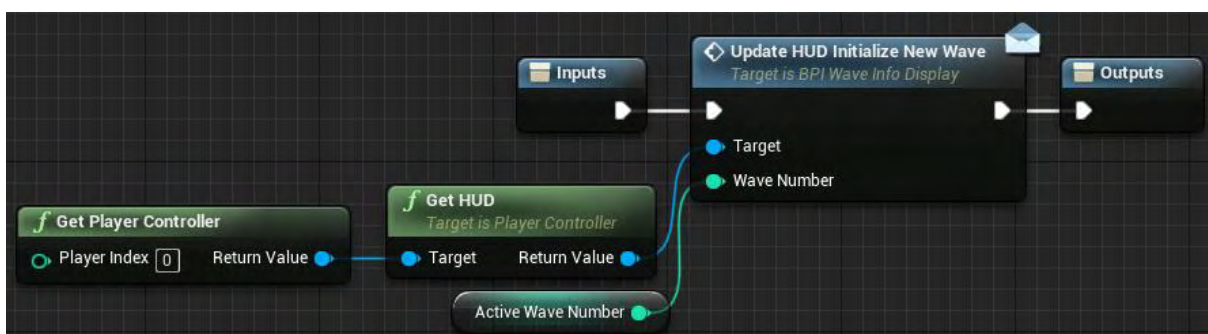 Inputs
Update HUD Initialize New Wave
Target is BPI Wave Info Display
Outputs
Target
Wave Number
f Get HUD
Target is Player Controller
Target Return Value
f Get Player Controller
Player Index 0 Return Value
Active Wave Number